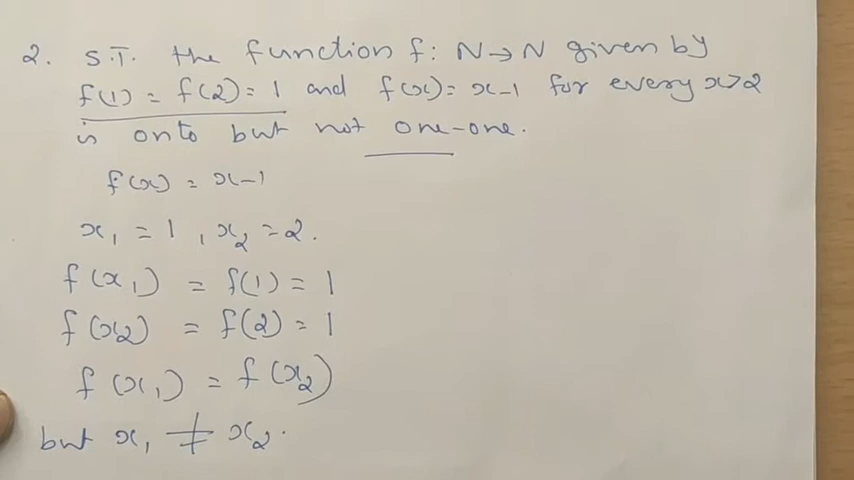 2. S.T. the function f: N→N given by
f(1) = f(2) = 1 and f(x) = x-1 for every x>2
is onto but not one-one.
f(x) = x-1
x₁ = 1, x₂ = 2.
f(x₁) = f(1) = 1
f(x₂) = f(2) = 1
f(x₁) = f(x₂)
but x₁ ≠ x₂.